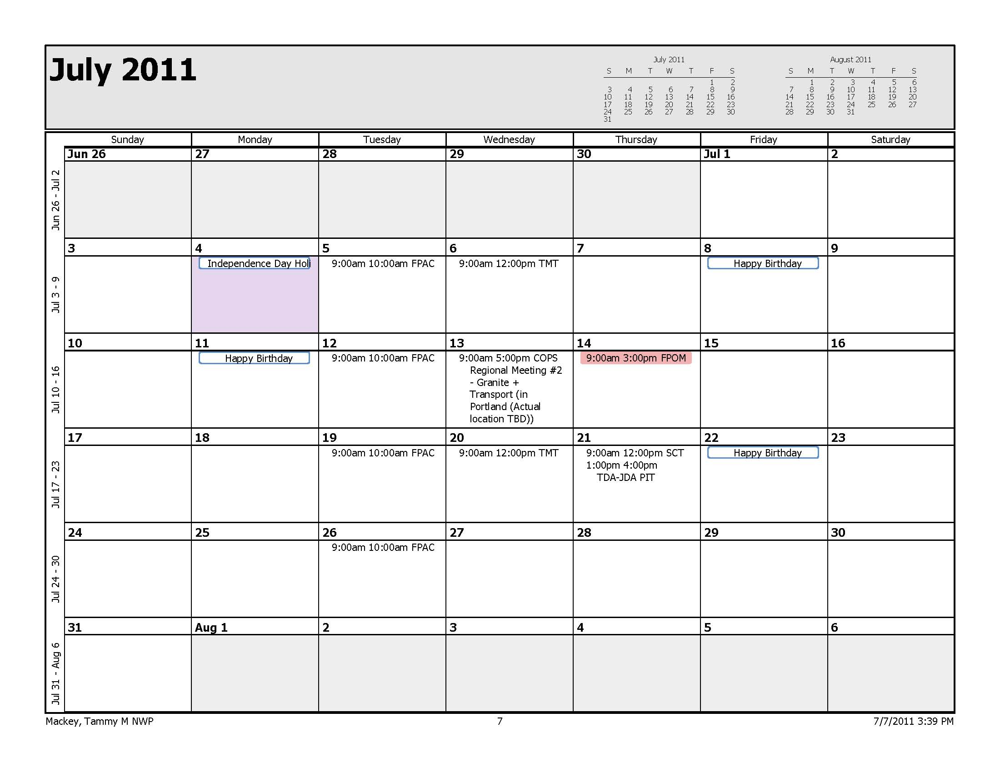 July 2011
July 2011
S M T W T F S
1 2
3 4 5 6 7 8 9
10 11 12 13 14 15 16
17 18 19 20 21 22 23
24 25 26 27 28 29 30
31
August 2011
S M T W T F S
1 2 3 4 5 6
7 8 9 10 11 12 13
14 15 16 17 18 19 20
21 22 23 24 25 26 27
28 29 30 31
Sunday Monday Tuesday Wednesday Thursday Friday Saturday
Jun 26 - Jul 2
Jun 26 27 28 29 30 Jul 1 2
Jul 3 - 9
3 4 5 6 7 8 9
Independence Day Holi
9:00am 10:00am FPAC
9:00am 12:00pm TMT
Happy Birthday
Jul 10 - 16
10 11 12 13 14 15 16
Happy Birthday
9:00am 10:00am FPAC
9:00am 5:00pm COPS
Regional Meeting #2
- Granite +
Transport (in
Portland (Actual
location TBD))
9:00am 3:00pm FPOM
Jul 17 - 23
17 18 19 20 21 22 23
9:00am 10:00am FPAC
9:00am 12:00pm TMT
9:00am 12:00pm SCT
1:00pm 4:00pm
TDA-JDA PIT
Happy Birthday
Jul 24 - 30
24 25 26 27 28 29 30
9:00am 10:00am FPAC
Jul 31 - Aug 6
31 Aug 1 2 3 4 5 6
Mackey, Tammy M NWP 7 7/7/2011 3:39 PM